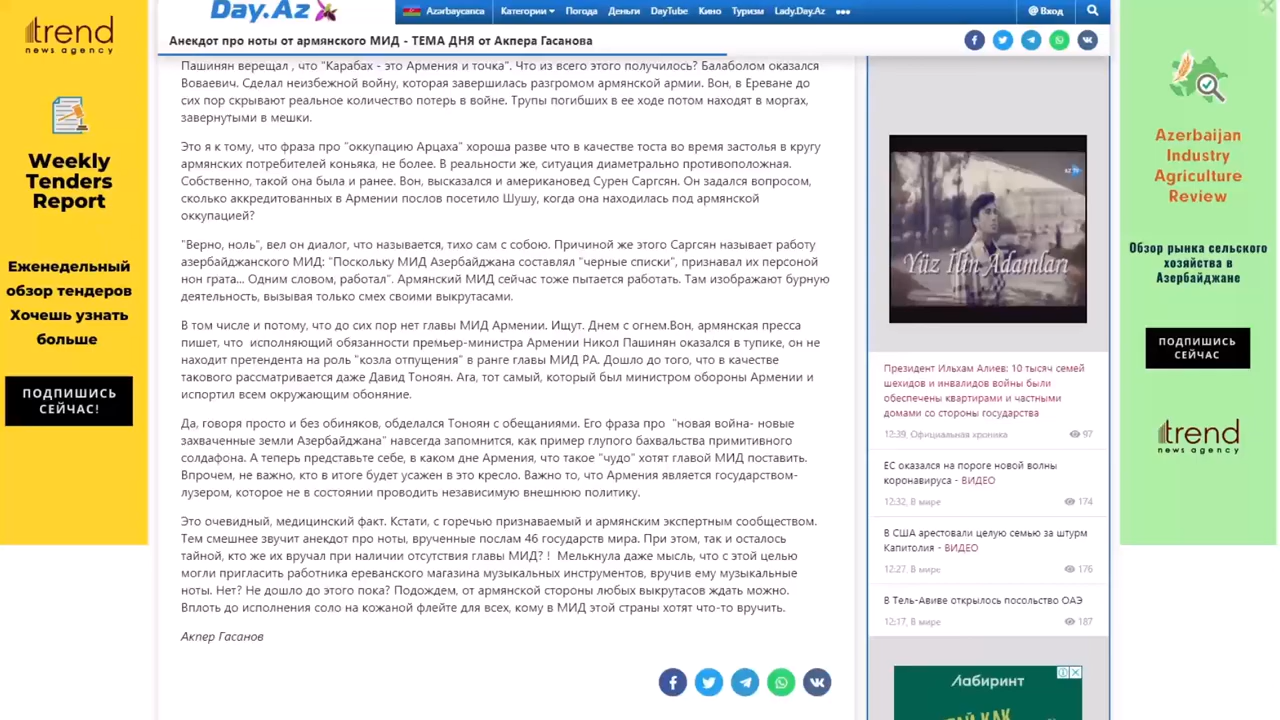 trend
news agency
Weekly
Tenders
Report
Еженедельный
обзор тендеров
Хочешь узнать
больше
ПОДПИШИСЬ
СЕЙЧАС!
Day.Az
Azərbaycanca
Категории
Погода
Деньги
DayTube
Кино
Туризм
Lady.Day.Az
Вход
Анекдот про ноты от армянского МИД - ТЕМА ДНЯ от Акпера Гасанова
Пашинян верещал , что "Карабах - это Армения и точка". Что из всего этого получилось? Балаболом оказался
Воваевич. Сделал неизбежной войну, которая завершилась разгромом армянской армии. Вон, в Ереване до
сих пор скрывают реальное количество потерь в войне. Трупы погибших в ее ходе потом находят в моргах,
завернутыми в мешки.
Это я к тому, что фраза про "оккупацию Арцаха" хороша разве что в качестве тоста во время застолья в кругу
армянских потребителей коньяка, не более. В реальности же, ситуация диаметрально противоположная.
Собственно, такой она была и ранее. Вон, высказался и американовед Сурен Саргсян. Он задался вопросом,
сколько аккредитованных в Армении послов посетило Шушу, когда она находилась под армянской
оккупацией?
"Верно, ноль", вел он диалог, что называется, тихо сам с собою. Причиной же этого Саргсян называет работу
азербайджанского МИД: "Поскольку МИД Азербайджана составлял "черные списки", признавал их персоной
нон грата... Одним словом, работал". Армянский МИД сейчас тоже пытается работать. Там изображают бурную
деятельность, вызывая только смех своими выкрутасами.
В том числе и потому, что до сих пор нет главы МИД Армении. Ищут. Днем с огнем.Вон, армянская пресса
пишет, что исполняющий обязанности премьер-министра Армении Никол Пашинян оказался в тупике, он не
находит претендента на роль "козла отпущения" в ранге главы МИД РА. Дошло до того, что в качестве
такового рассматривается даже Давид Тоноян. Ага, тот самый, который был министром обороны Армении и
испортил всем окружающим обоняние.
Да, говоря просто и без обиняков, обделался Тоноян с обещаниями. Его фраза про "новая война- новые
захваченные земли Азербайджана" навсегда запомнится, как пример глупого бахвальства примитивного
солдафона. А теперь представьте себе, в каком дне Армения, что такое "чудо" хотят главой МИД поставить.
Впрочем, не важно, кто в итоге будет усажен в это кресло. Важно то, что Армения является государством-
лузером, которое не в состоянии проводить независимую внешнюю политику.
Это очевидный, медицинский факт. Кстати, с горечью признаваемый и армянским экспертным сообществом.
Тем смешнее звучит анекдот про ноты, врученные послам 46 государств мира. При этом, так и осталось
тайной, кто же их вручал при наличии отсутствия главы МИД? ! Мелькнула даже мысль, что с этой целью
могли пригласить работника ереванского магазина музыкальных инструментов, вручив ему музыкальные
ноты. Нет? Не дошло до этого пока? Подождем, от армянской стороны любых выкрутасов ждать можно.
Вплоть до исполнения соло на кожаной флейте для всех, кому в МИД этой страны хотят что-то вручить.
Акпер Гасанов
Yüz İlin Adamları
Президент Ильхам Алиев: 10 тысяч семей
шехидов и инвалидов войны были
обеспечены квартирами и частными
домами со стороны государства
12:39, Официальная хроника 97
ЕС оказался на пороге новой волны
коронавируса - ВИДЕО
12:32, В мире 174
В США арестовали целую семью за штурм
Капитолия - ВИДЕО
12:27, В мире 176
В Тель-Авиве открылось посольство ОАЭ
12:17, В мире 187
Лабиринт
Azerbaijan
Industry
Agriculture
Review
Обзор рынка сельского
хозяйства в
Азербайджане
ПОДПИШИСЬ
СЕЙЧАС
trend
news agency